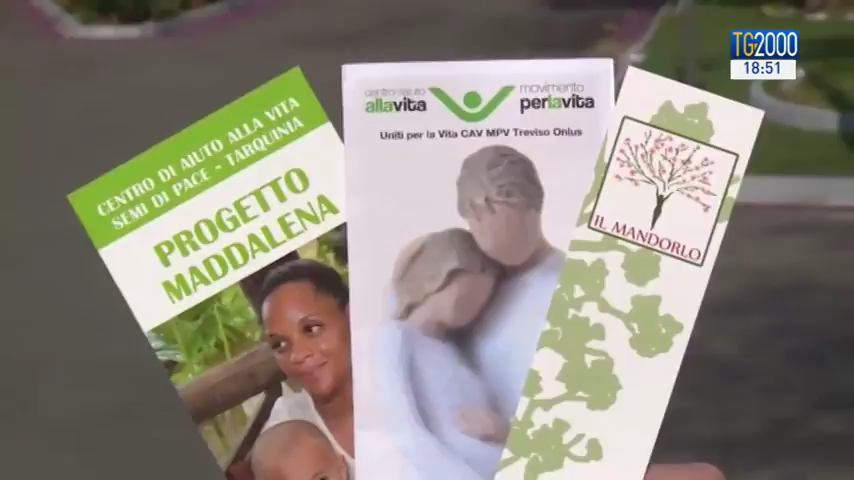 TG2000
18:51
CENTRO DI AIUTO ALLA VITA
SEMI DI PACE - TARQUINIA
PROGETTO
MADDALENA
centro aiuto
allavita
movimento
perlavita
Uniti per la Vita CAV MPV Treviso Onlus
IL MANDORLO